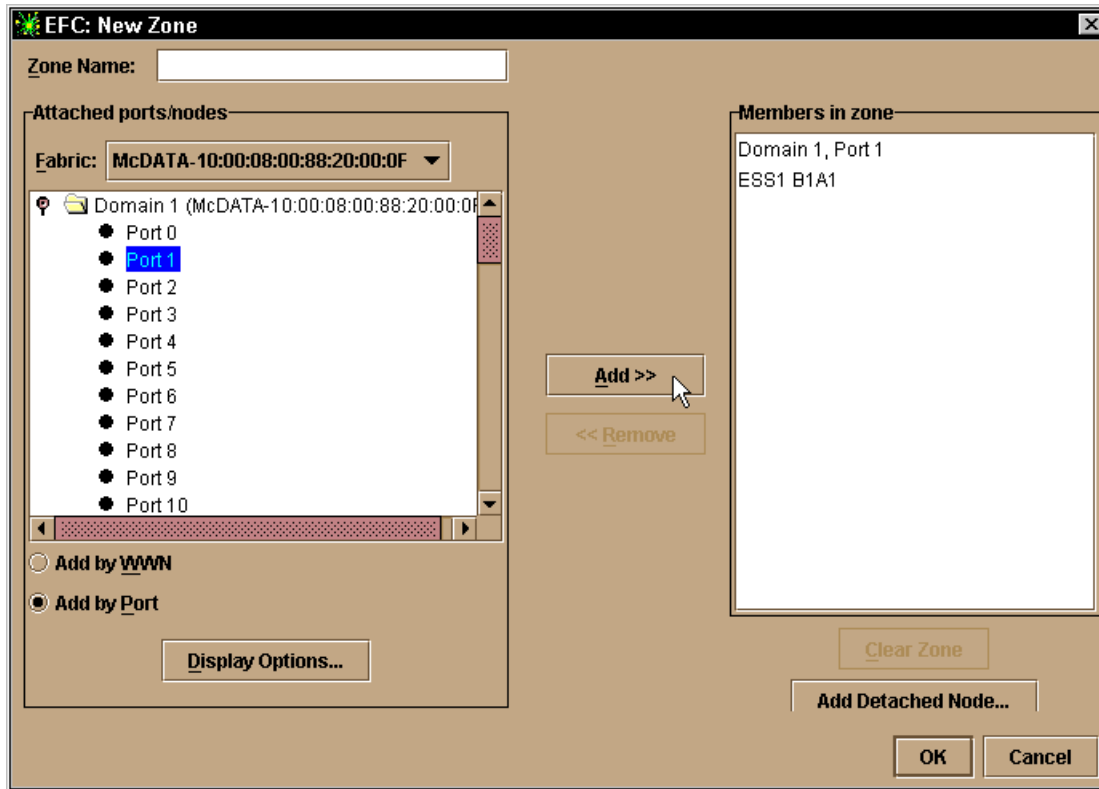 EFC: New Zone
Zone Name:
Attached ports/nodes
Fabric: McDATA-10:00:08:00:88:20:00:0F
Domain 1 (McDATA-10:00:08:00:88:20:00:0F
Port 0
Port 1
Port 2
Port 3
Port 4
Port 5
Port 6
Port 7
Port 8
Port 9
Port 10
Add by WWN
Add by Port
Display Options...
Add >>
<< Remove
Members in zone
Domain 1, Port 1
ESS1 B1A1
Clear Zone
Add Detached Node...
OK
Cancel